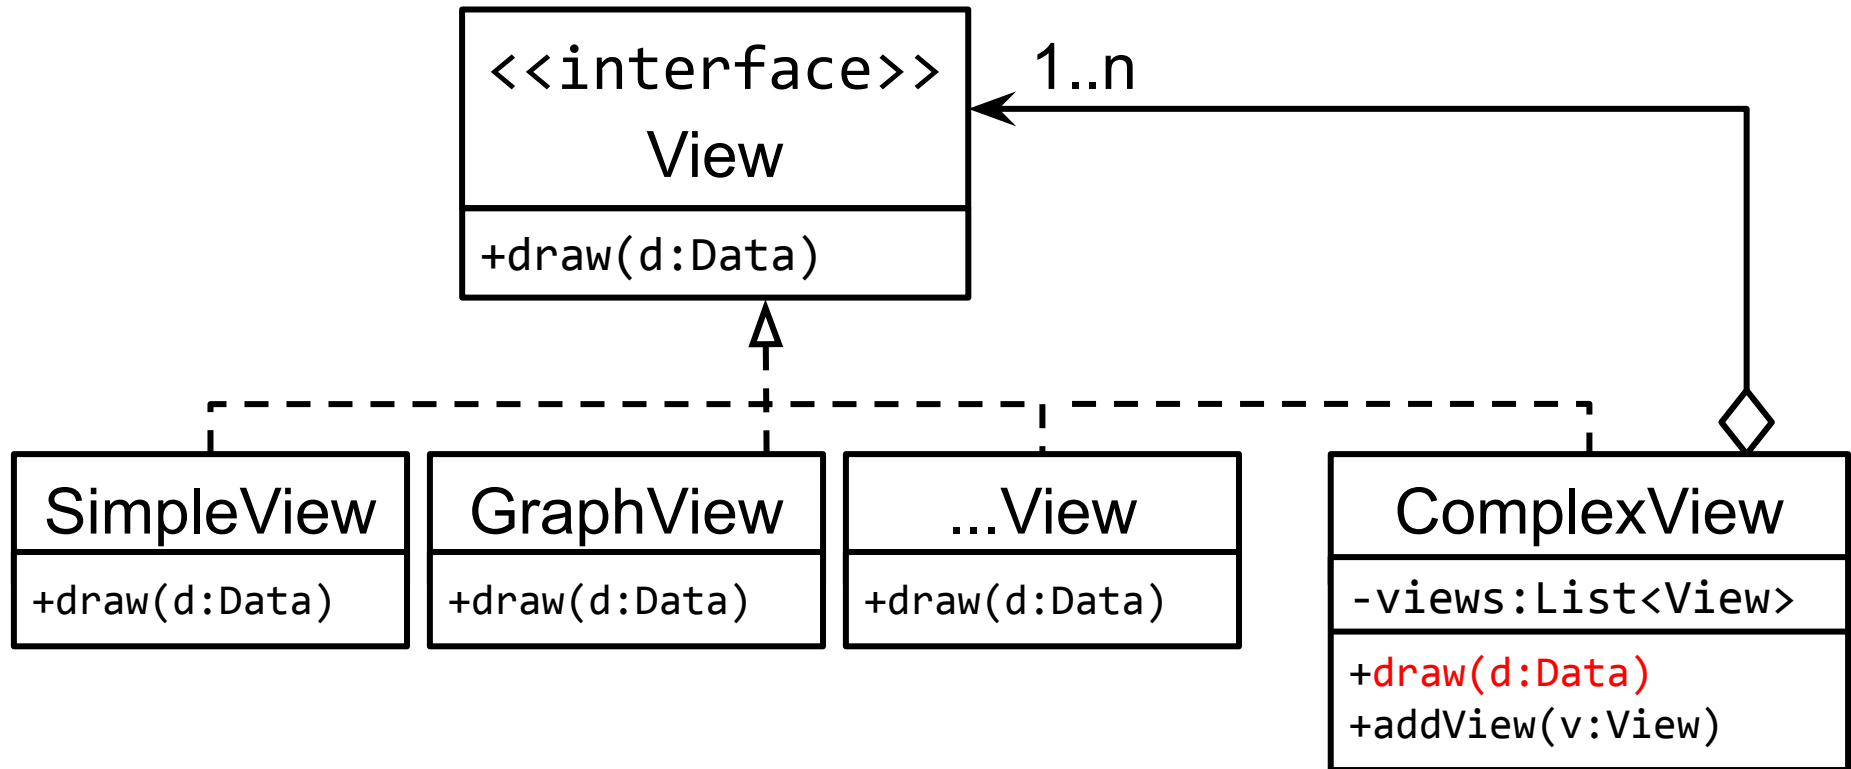 <<interface>>
View
1..n
+draw(d:Data)
SimpleView
+draw(d:Data)
GraphView
+draw(d:Data)
...View
+draw(d:Data)
ComplexView
-views:List<View>
+draw(d:Data)
+addView(v:View)